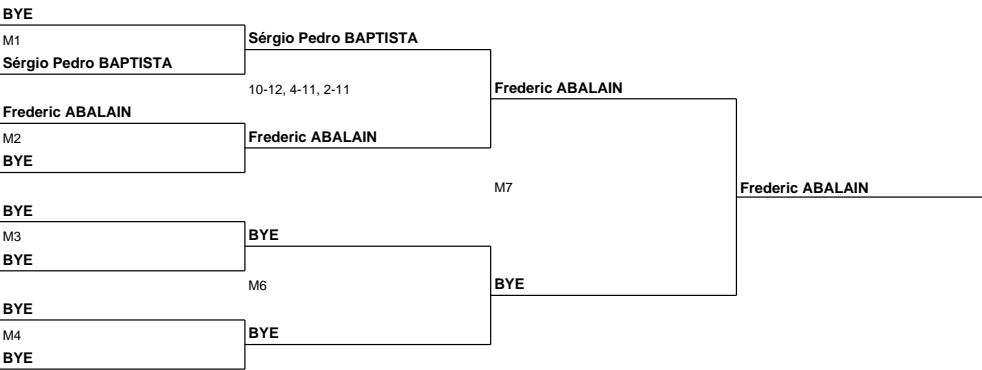 BYE
M1
Sérgio Pedro BAPTISTA
Sérgio Pedro BAPTISTA
10-12, 4-11, 2-11
Frederic ABALAIN
Frederic ABALAIN
M2
BYE
Frederic ABALAIN
M7
Frederic ABALAIN
BYE
M3
BYE
BYE
M6
BYE
BYE
M4
BYE
BYE